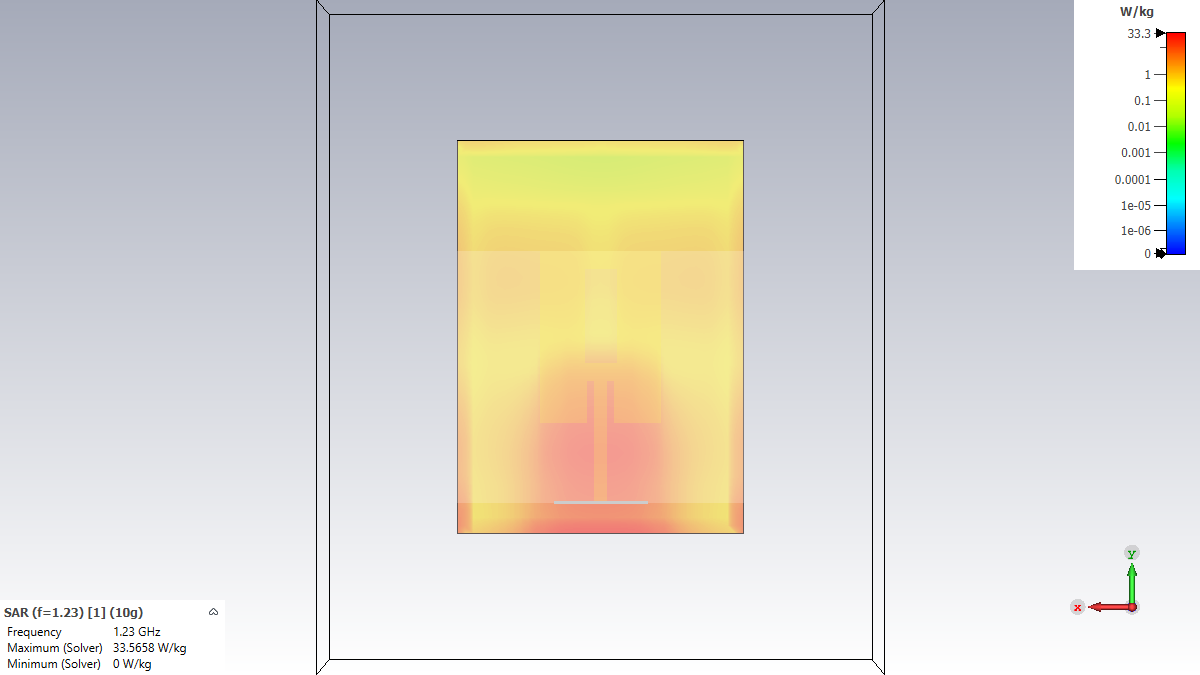 W/kg
33.3
1
0.1
0.01
0.001
0.0001
1e-05
1e-06
0
y
x
SAR (f=1.23) [1] (10g)
Frequency 1.23 GHz
Maximum (Solver) 33.5658 W/kg
Minimum (Solver) 0 W/kg